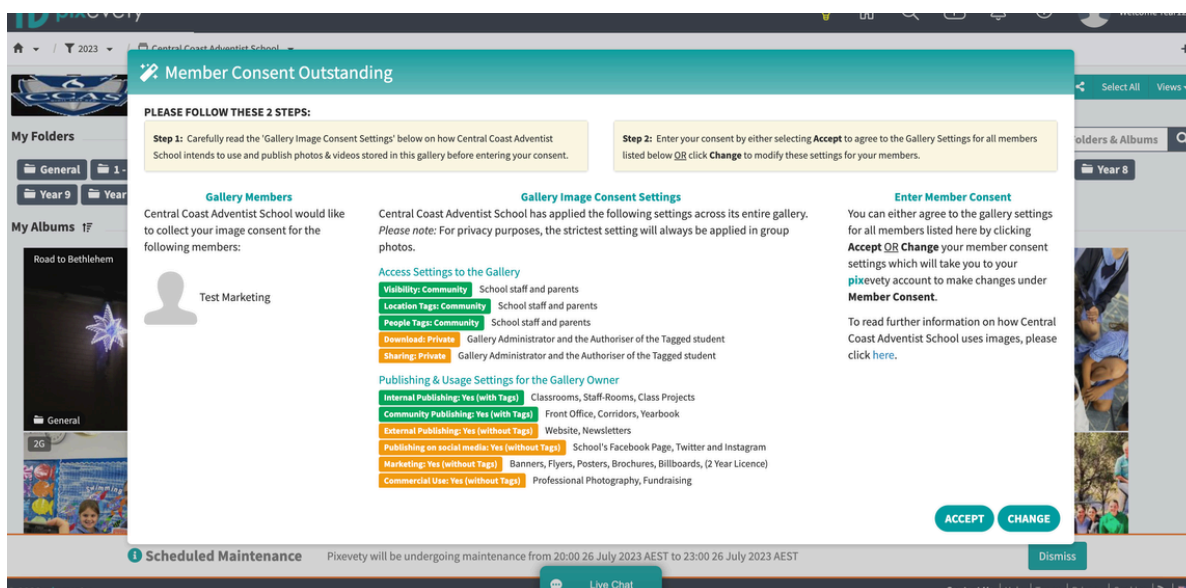 pixevety
Welcome
2023
Central Coast Adventist School
Member Consent Outstanding
CCAS
Select All Views
PLEASE FOLLOW THESE 2 STEPS:
Step 1: Carefully read the 'Gallery Image Consent Settings' below on how Central Coast Adventist
School intends to use and publish photos & videos stored in this gallery before entering your consent.
Step 2: Enter your consent by either selecting Accept to agree to the Gallery Settings for all members
listed below OR click Change to modify these settings for your members.
My Folders
Folders & Albums
General
1-
Year 8
Year 9
Year
My Albums
Gallery Members
Central Coast Adventist School would like
to collect your image consent for the
following members:
Test Marketing
Gallery Image Consent Settings
Central Coast Adventist School has applied the following settings across its entire gallery.
Please note: For privacy purposes, the strictest setting will always be applied in group
photos.
Access Settings to the Gallery
Visibility: Community School staff and parents
Location Tags: Community School staff and parents
People Tags: Community School staff and parents
Download: Private Gallery Administrator and the Authoriser of the Tagged student
Sharing: Private Gallery Administrator and the Authoriser of the Tagged student
Publishing & Usage Settings for the Gallery Owner
Internal Publishing: Yes (with Tags) Classrooms, Staff-Rooms, Class Projects
Community Publishing: Yes (with Tags) Front Office, Corridors, Yearbook
External Publishing: Yes (without Tags) Website, Newsletters
Publishing on social media: Yes (without Tags) School's Facebook Page, Twitter and Instagram
Marketing: Yes (without Tags) Banners, Flyers, Posters, Brochures, Billboards, (2 Year Licence)
Commercial Use: Yes (without Tags) Professional Photography, Fundraising
Enter Member Consent
You can either agree to the gallery settings
for all members listed here by clicking
Accept OR Change your member consent
settings which will take you to your
pixevety account to make changes under
Member Consent.
To read further information on how Central
Coast Adventist School uses images, please
click here.
Road to Bethlehem
General
2G
ACCEPT
CHANGE
Scheduled Maintenance Pixevety will be undergoing maintenance from 20:00 26 July 2023 AEST to 23:00 26 July 2023 AEST
Dismiss
Live Chat